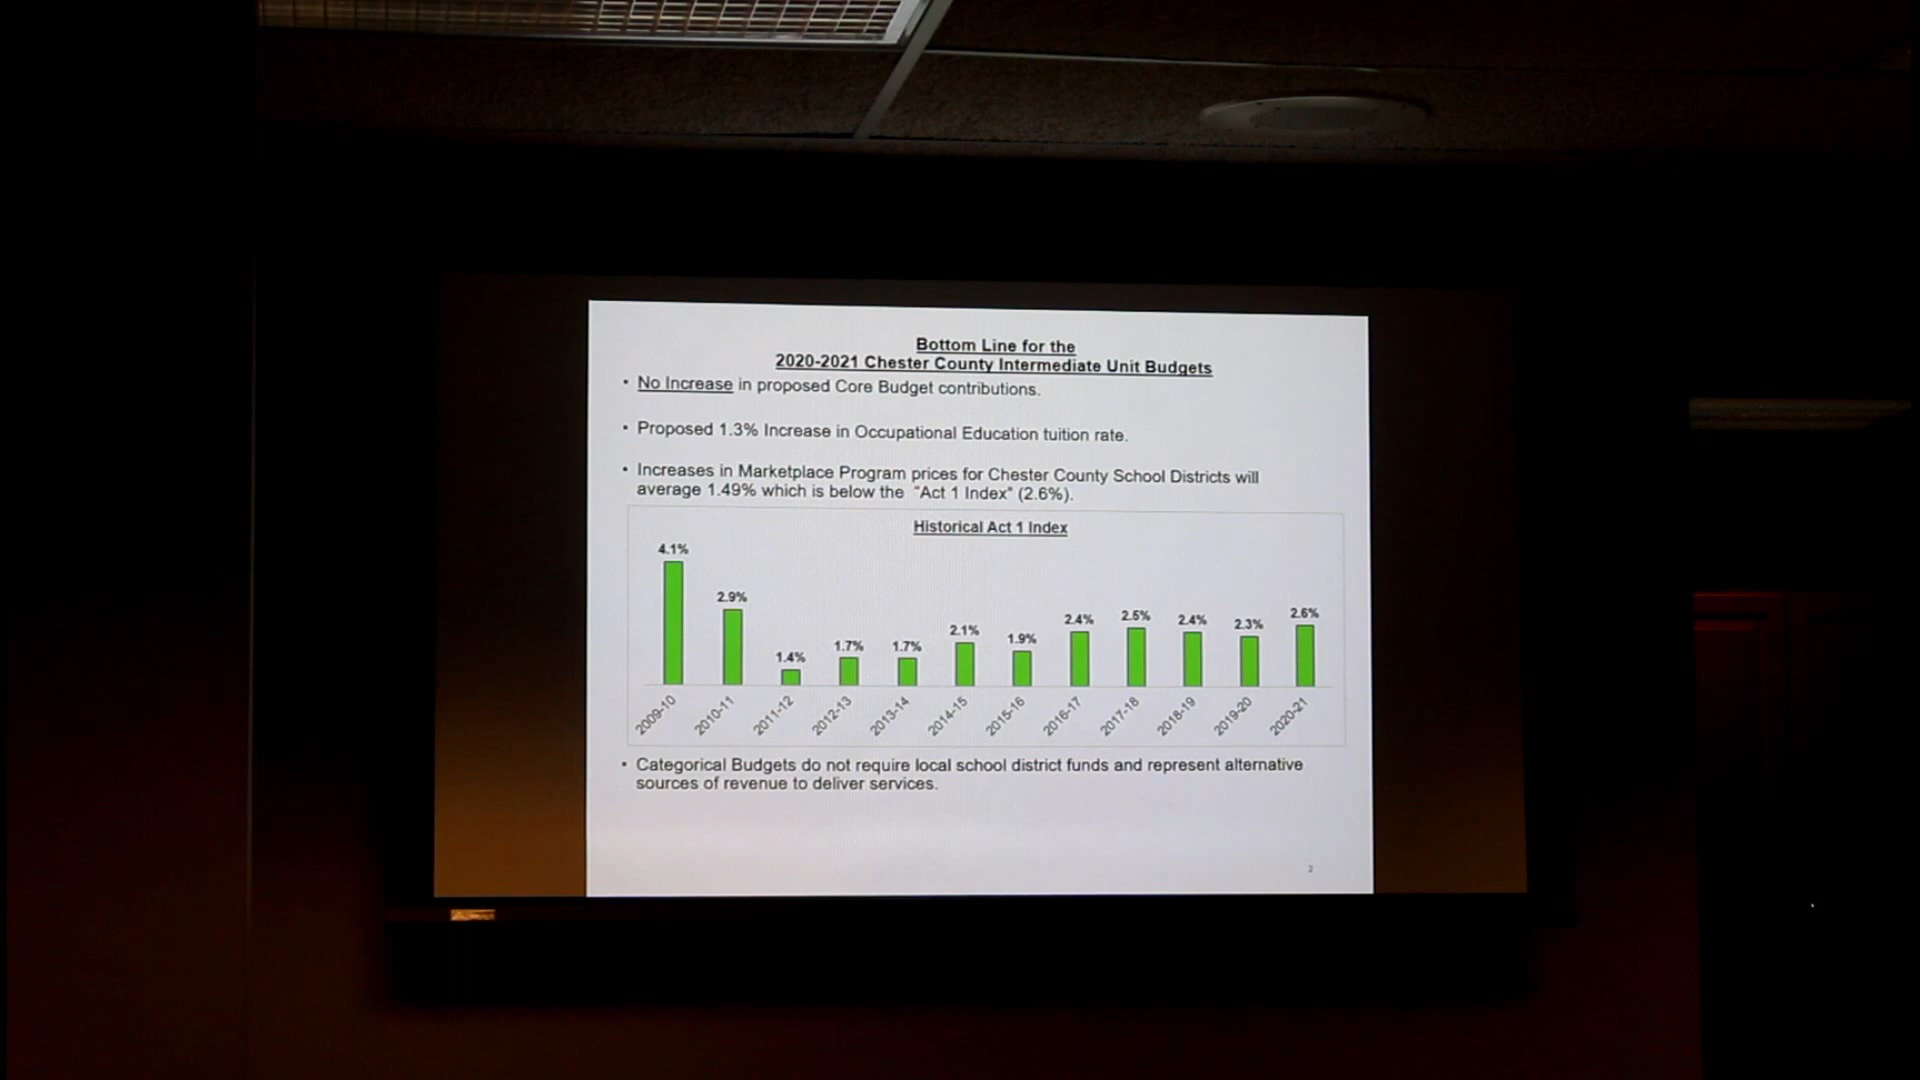 Bottom Line for the
2020-2021 Chester County Intermediate Unit Budgets
• No Increase in proposed Core Budget contributions.
• Proposed 1.3% Increase in Occupational Education tuition rate.
• Increases in Marketplace Program prices for Chester County School Districts will
average 1.49% which is below the "Act 1 Index" (2.6%).
Historical Act 1 Index
4.1%
2.9%
1.4%
1.7%
1.7%
2.1%
1.9%
2.4%
2.5%
2.4%
2.3%
2.6%
2009-10
2010-11
2011-12
2012-13
2013-14
2014-15
2015-16
2016-17
2017-18
2018-19
2019-20
2020-21
• Categorical Budgets do not require local school district funds and represent alternative
sources of revenue to deliver services.
2